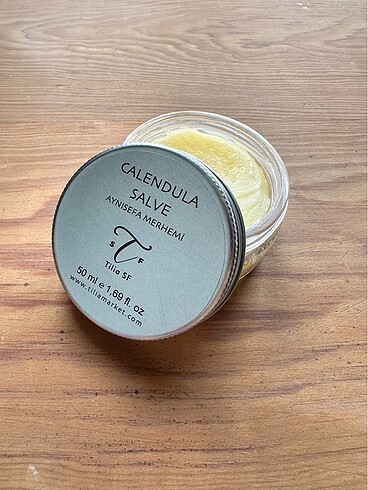 CALENDULA
SALVE
AYNISEFA MERHEMİ
S T F
Tilia SF
50 ml e 1,69 fl. oz
www.tiliamarket.com